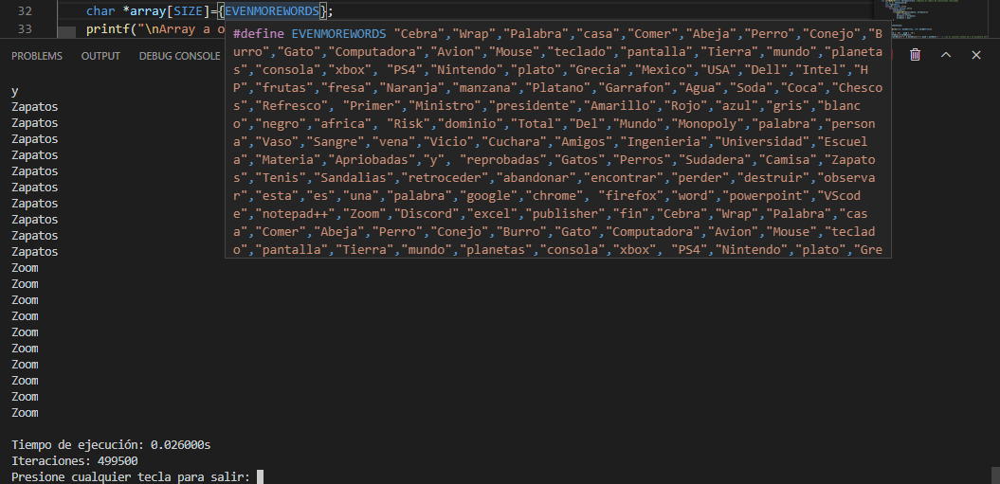 32 char *array[SIZE]={EVENMOREWORDS};
33 printf("\nArray a o
#define EVENMOREWORDS "Cebra","Wrap","Palabra","casa","Comer","Abeja","Perro","Conejo","B
urro","Gato","Computadora","Avion","Mouse","teclado","pantalla","Tierra","mundo","planeta
s","consola","xbox", "PS4","Nintendo","plato","Grecia","Mexico","USA","Dell","Intel","H
P","frutas","fresa","Naranja","manzana","Platano","Garrafon","Agua","Soda","Coca","Chesco
s","Refresco", "Primer","Ministro","presidente","Amarillo","Rojo","azul","gris","blanc
o","negro","africa", "Risk","dominio","Total","Del","Mundo","Monopoly","palabra","person
a","Vaso","Sangre","vena","Vicio","Cuchara","Amigos","Ingenieria","Universidad","Escuel
a","Materia","Apriobadas","y", "reprobadas","Gatos","Perros","Sudadera","Camisa","Zapato
s","Tenis","Sandalias","retroceder","abandonar","encontrar","perder","destruir","observa
r","esta","es","una","palabra","google","chrome", "firefox","word","powerpoint","VScod
e","notepad++","Zoom","Discord","excel","publisher","fin","Cebra","Wrap","Palabra","cas
a","Comer","Abeja","Perro","Conejo","Burro","Gato","Computadora","Avion","Mouse","teclad
o","pantalla","Tierra","mundo","planetas","consola","xbox", "PS4","Nintendo","plato","Gre
PROBLEMS OUTPUT DEBUG CONSOLE
y
Zapatos
Zapatos
Zapatos
Zapatos
Zapatos
Zapatos
Zapatos
Zapatos
Zapatos
Zapatos
Zoom
Zoom
Zoom
Zoom
Zoom
Zoom
Zoom
Zoom
Zoom
Zoom
Tiempo de ejecución: 0.026000s
Iteraciones: 499500
Presione cualquier tecla para salir: